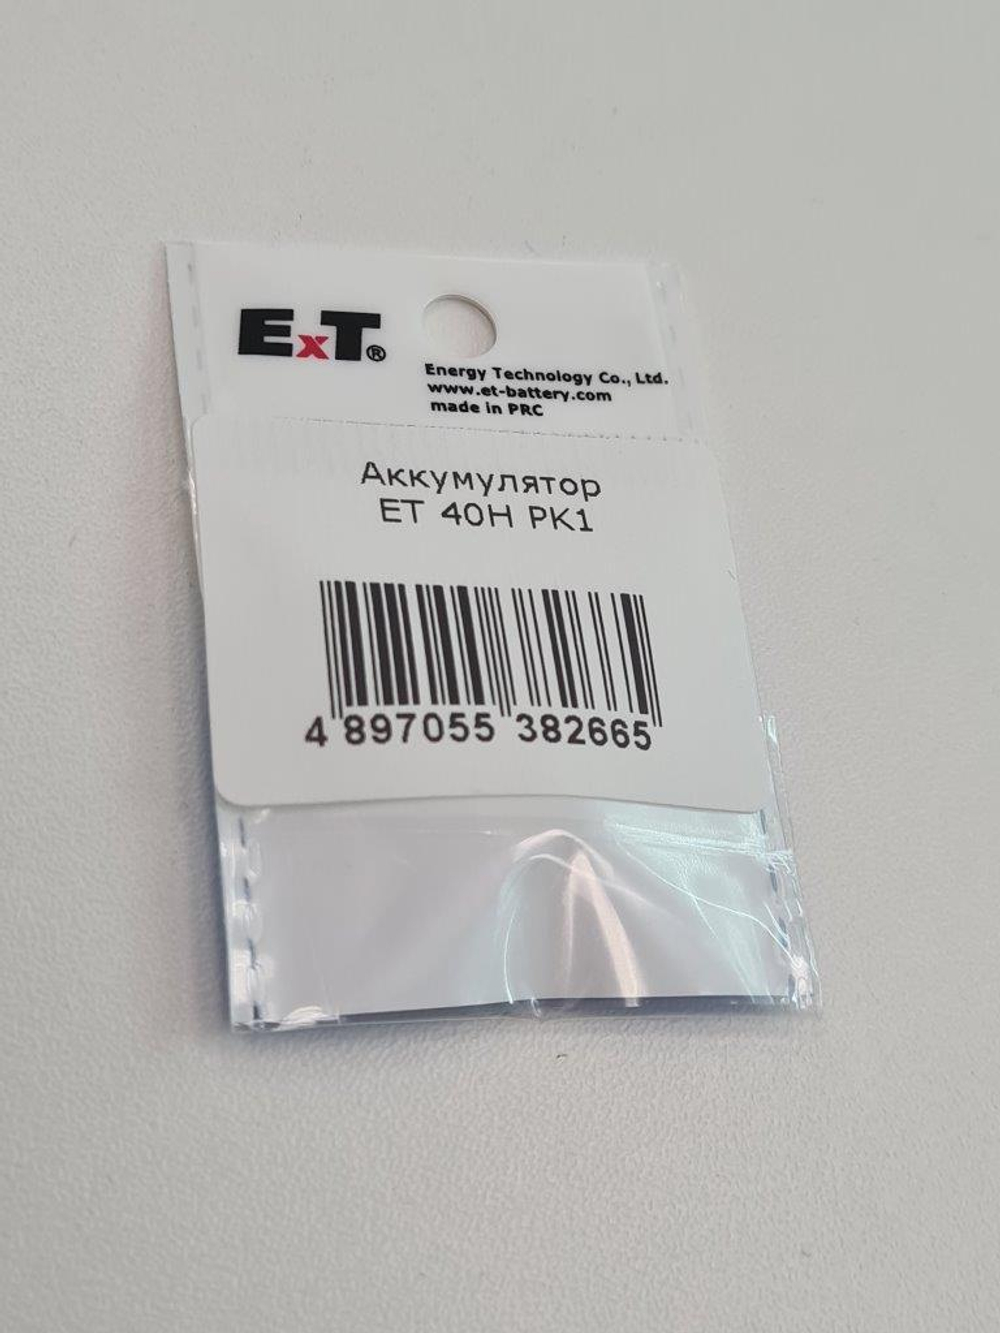 ExT®
Energy Technology Co., Ltd.
www.et-battery.com
made in PRC
Аккумулятор
ET 40H PK1
4 897055 382665